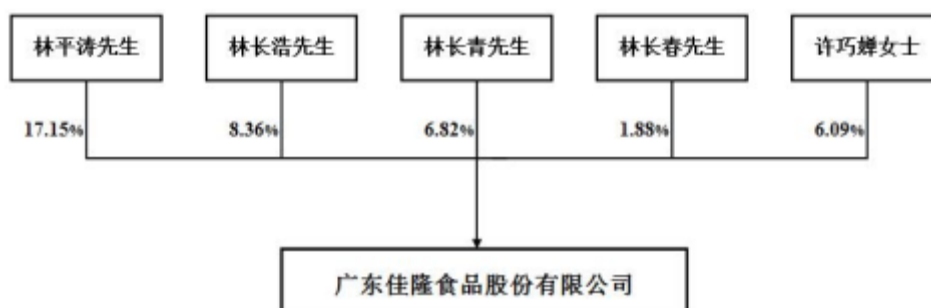 林平涛先生
林长浩先生
林长青先生
林长春先生
许巧婵女士
17.15%
8.36%
6.82%
1.88%
6.09%
广东佳隆食品股份有限公司